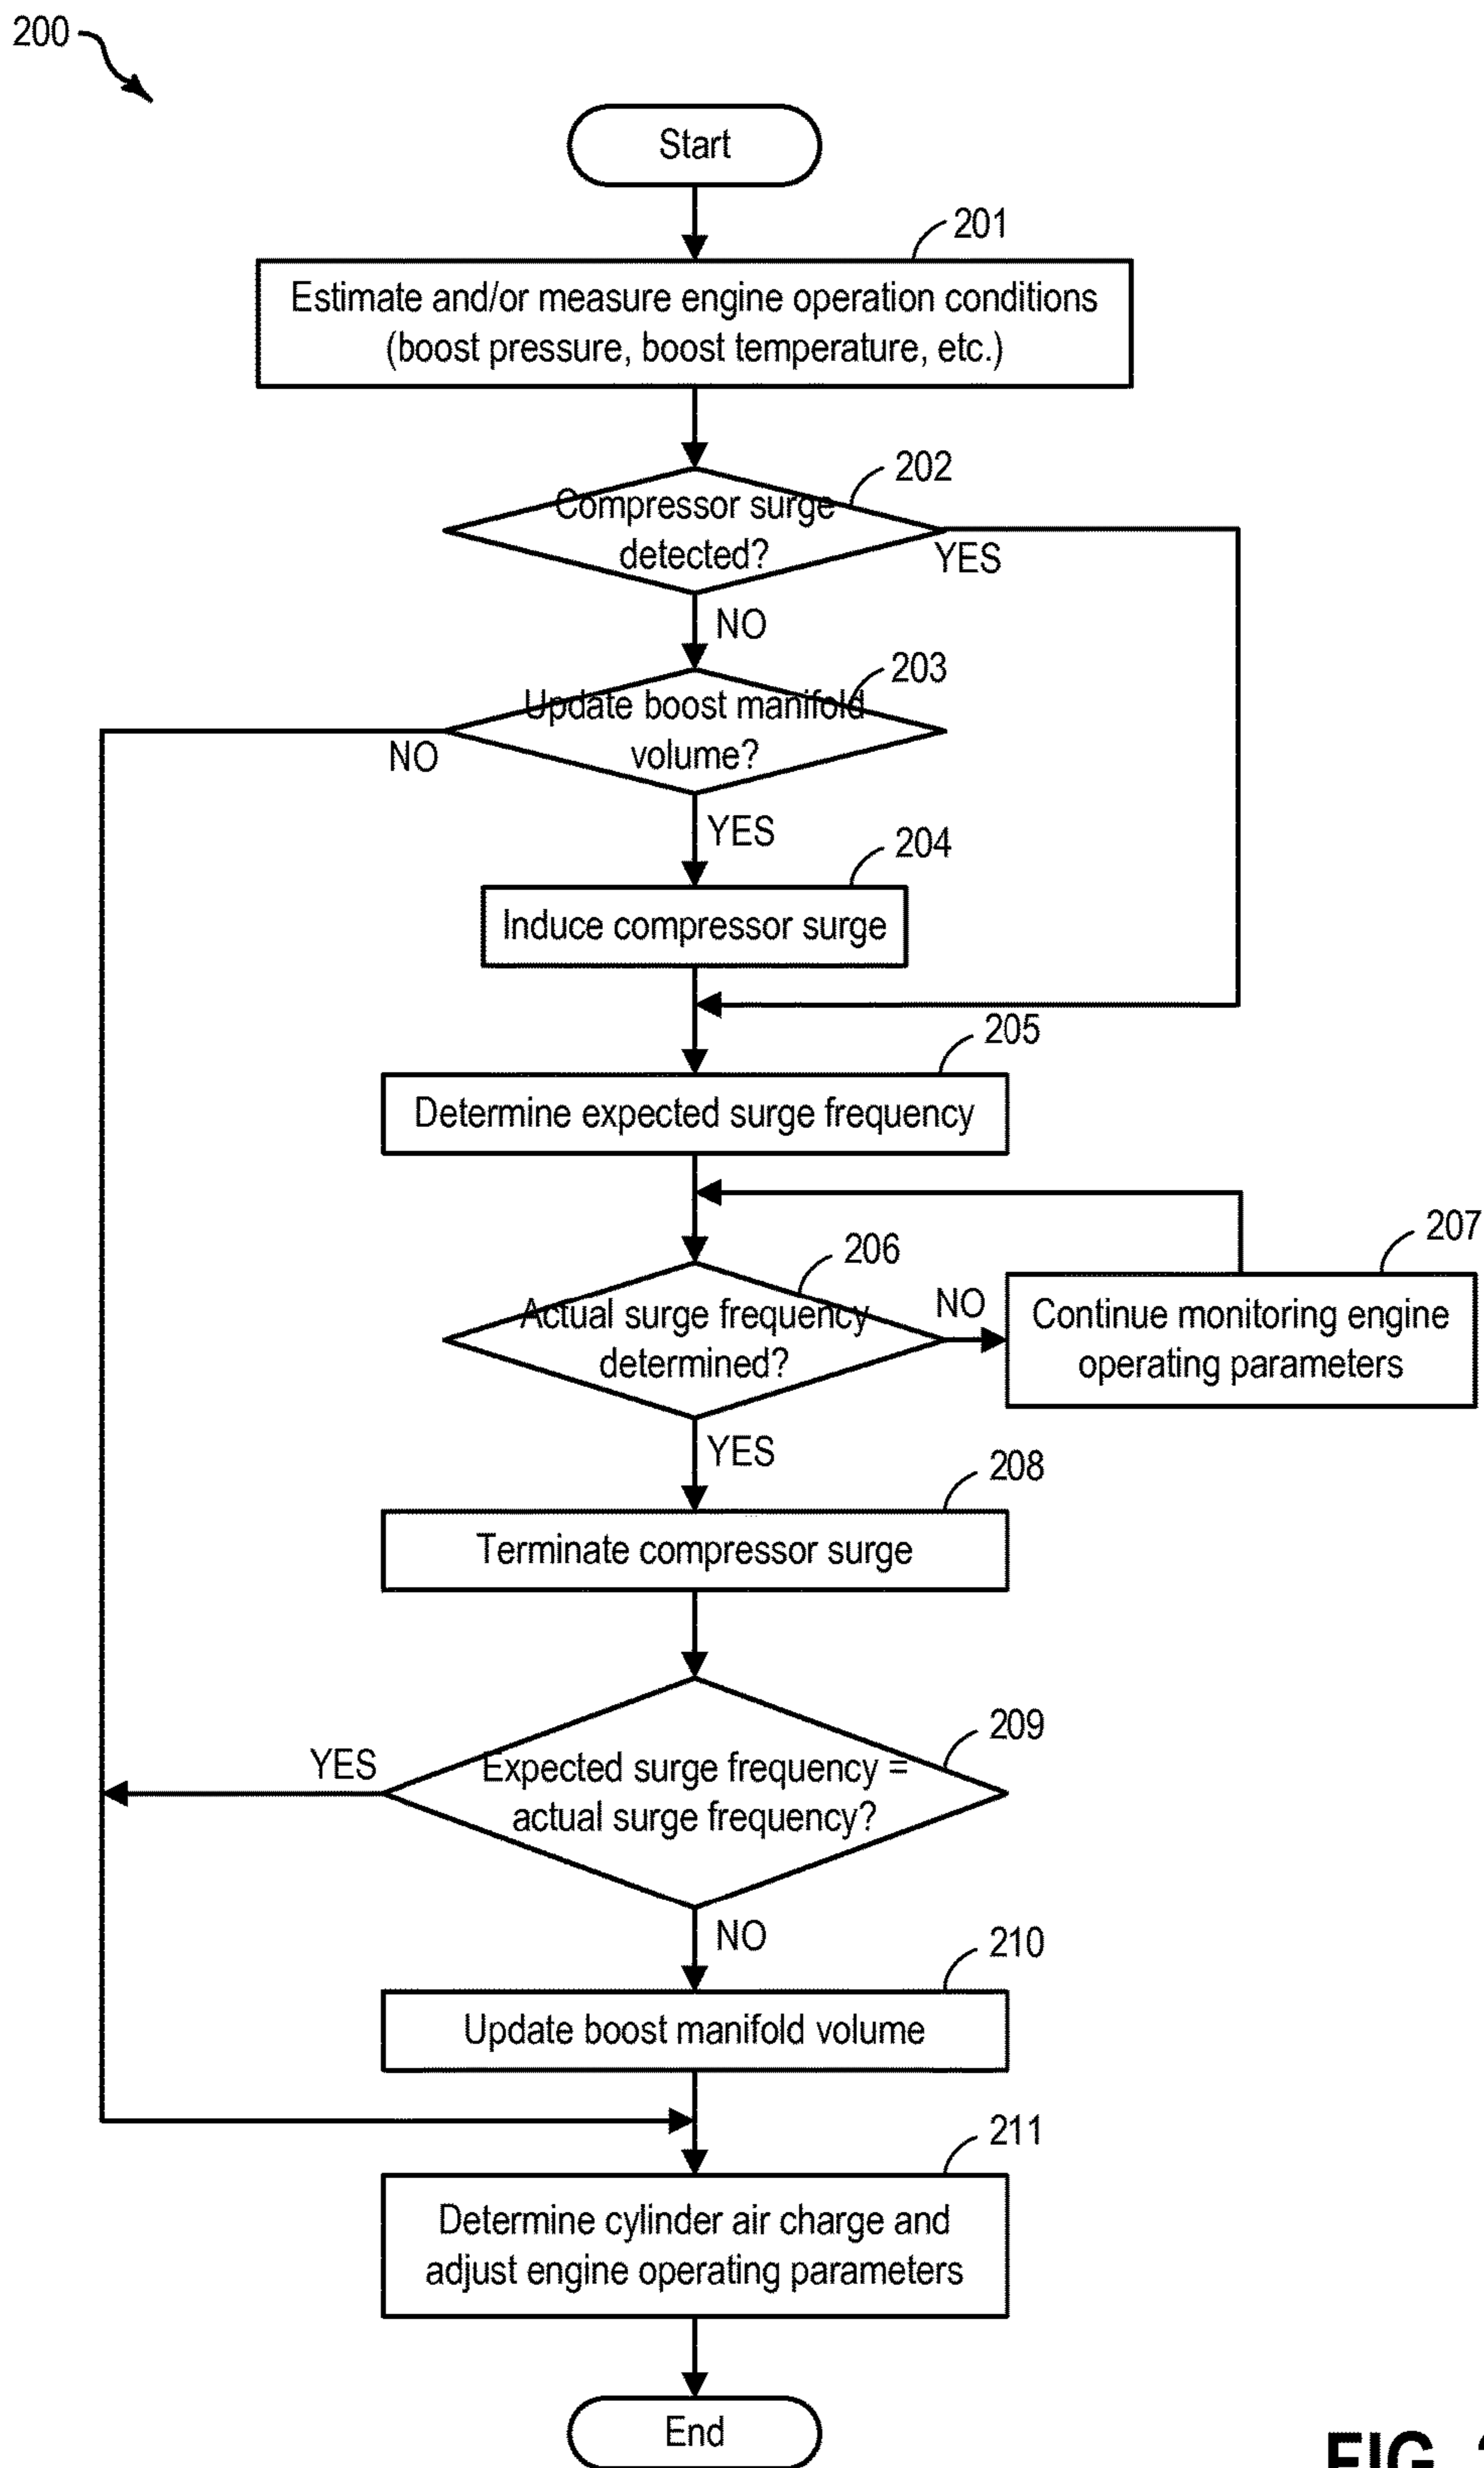 200
Start
201
Estimate and/or measure engine operation conditions
(boost pressure, boost temperature, etc.)
202
Compressor surge
detected?
YES
NO
203
Update boost manifold
volume?
NO
YES
204
Induce compressor surge
205
Determine expected surge frequency
206
Actual surge frequency
determined?
NO
207
Continue monitoring engine
operating parameters
YES
208
Terminate compressor surge
209
Expected surge frequency =
actual surge frequency?
YES
NO
210
Update boost manifold volume
211
Determine cylinder air charge and
adjust engine operating parameters
End
FIG.